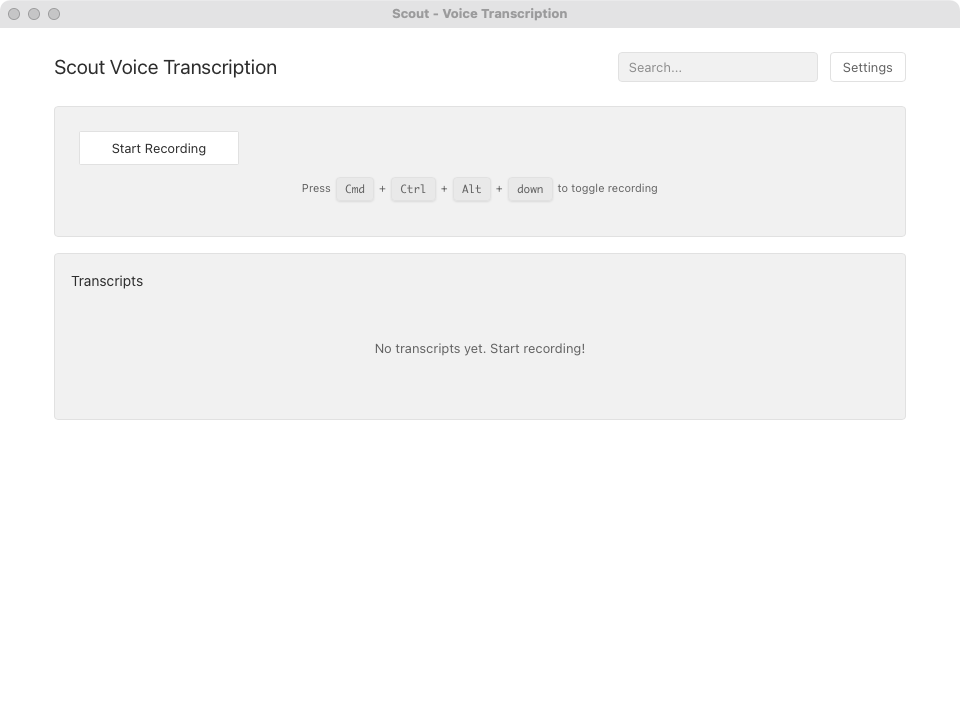 Scout - Voice Transcription
Scout Voice Transcription
Search...
Settings
Start Recording
Press Cmd + Ctrl + Alt + down to toggle recording
Transcripts
No transcripts yet. Start recording!